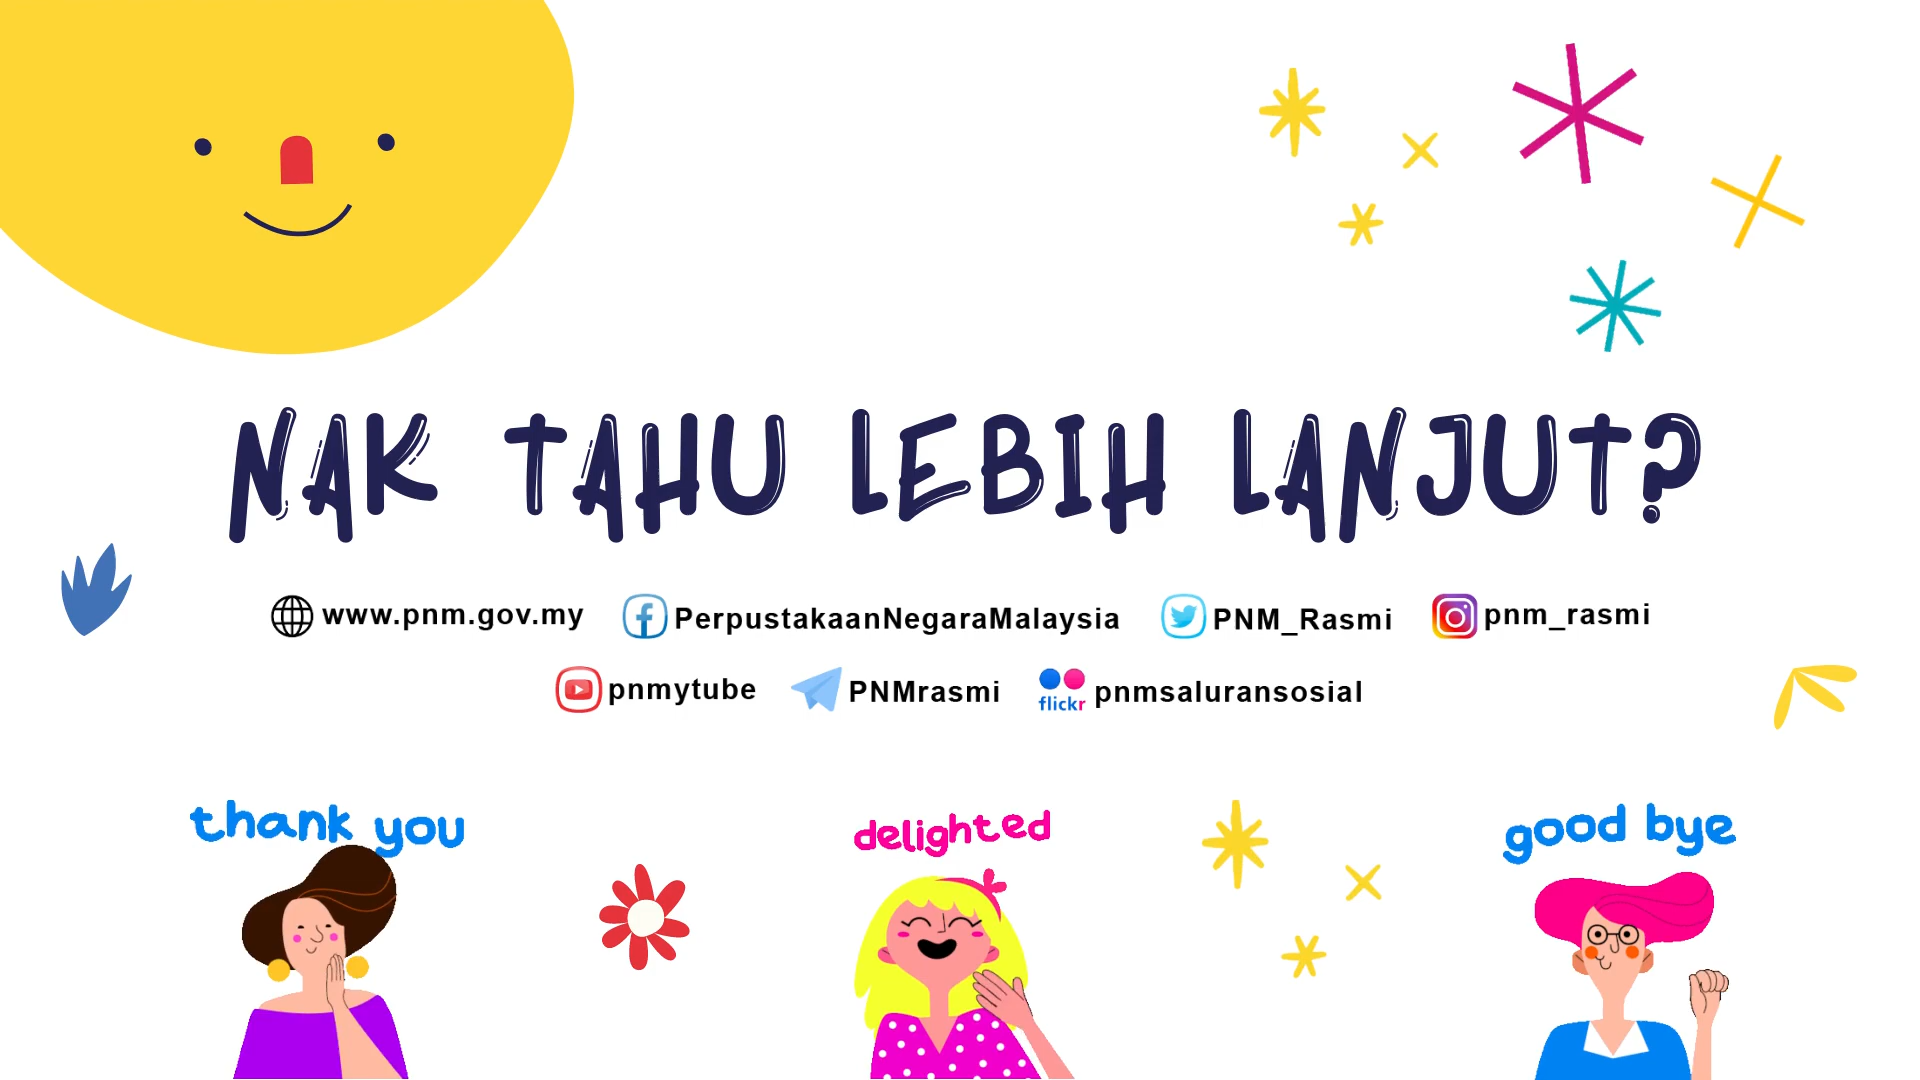 NAK TAHU LEBIH LANJUT?
www.pnm.gov.my PerpustakaanNegaraMalaysia PNM_Rasmi pnm_rasmi
pnmytube PNMrasmi flickr pnmsaluransosial
thank you delighted good bye